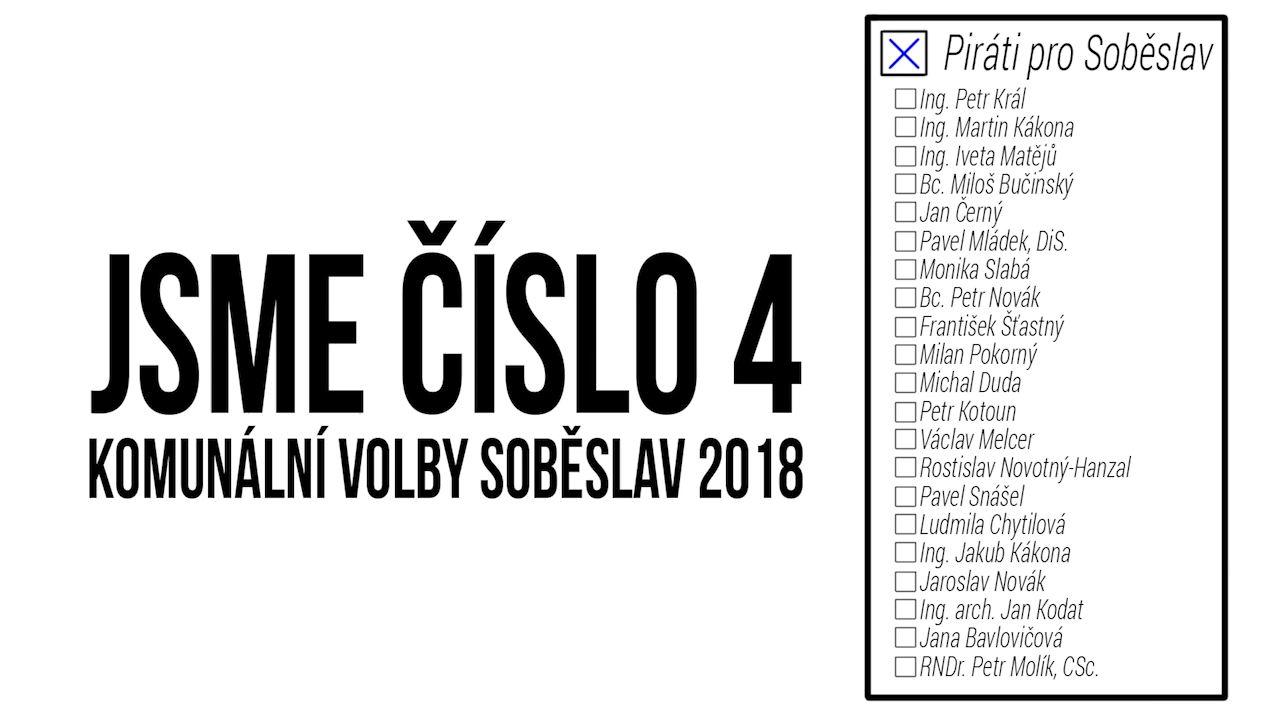 JSME ČÍSLO 4
KOMUNÁLNÍ VOLBY SOBĚSLAV 2018
Piráti pro Soběslav
Ing. Petr Král
Ing. Martin Kákona
Ing. Iveta Matějů
Bc. Miloš Bučinský
Jan Černý
Pavel Mládek, DiS.
Monika Slabá
Bc. Petr Novák
František Šťastný
Milan Pokorný
Michal Duda
Petr Kotoun
Václav Melcer
Rostislav Novotný-Hanzal
Pavel Snášel
Ludmila Chytilová
Ing. Jakub Kákona
Jaroslav Novák
Ing. arch. Jan Kodat
Jana Bavlovičová
RNDr. Petr Molík, CSc.